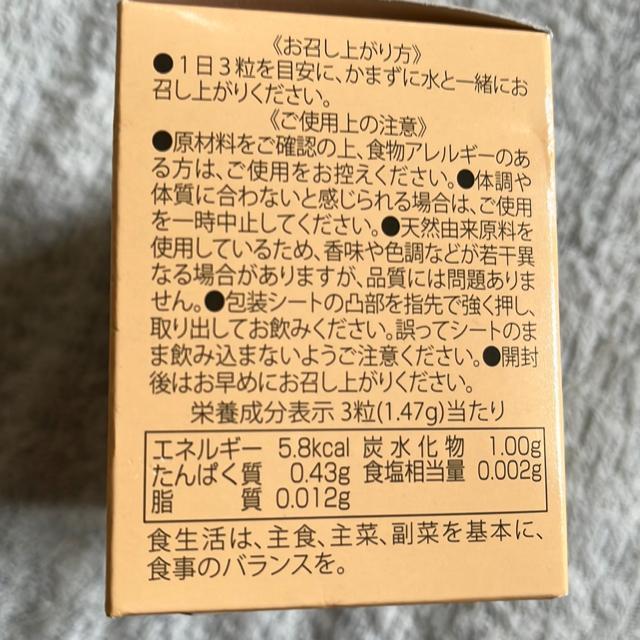 《お召し上がり方》
●1日3粒を目安に、かまずに水と一緒にお
召し上がりください。
《ご使用上の注意》
●原材料をご確認の上、食物アレルギーのあ
る方は、ご使用をお控えください。●体調や
体質に合わないと感じられる場合は、ご使用
を一時中止してください。●天然由来原料を
使用しているため、香味や色調などが若干異
なる場合がありますが、品質には問題ありま
せん。●包装シートの凸部を指先で強く押し、
取り出してお飲みください。誤ってシートのま
ま飲み込まないようご注意ください。●開封
後はお早めにお召し上がりください。
栄養成分表示 3粒(1.47g)当たり
エネルギー 5.8kcal 炭水化物 1.00g
たんぱく質 0.43g 食塩相当量 0.002g
脂質 0.012g
食生活は、主食、主菜、副菜を基本に、
食事のバランスを。